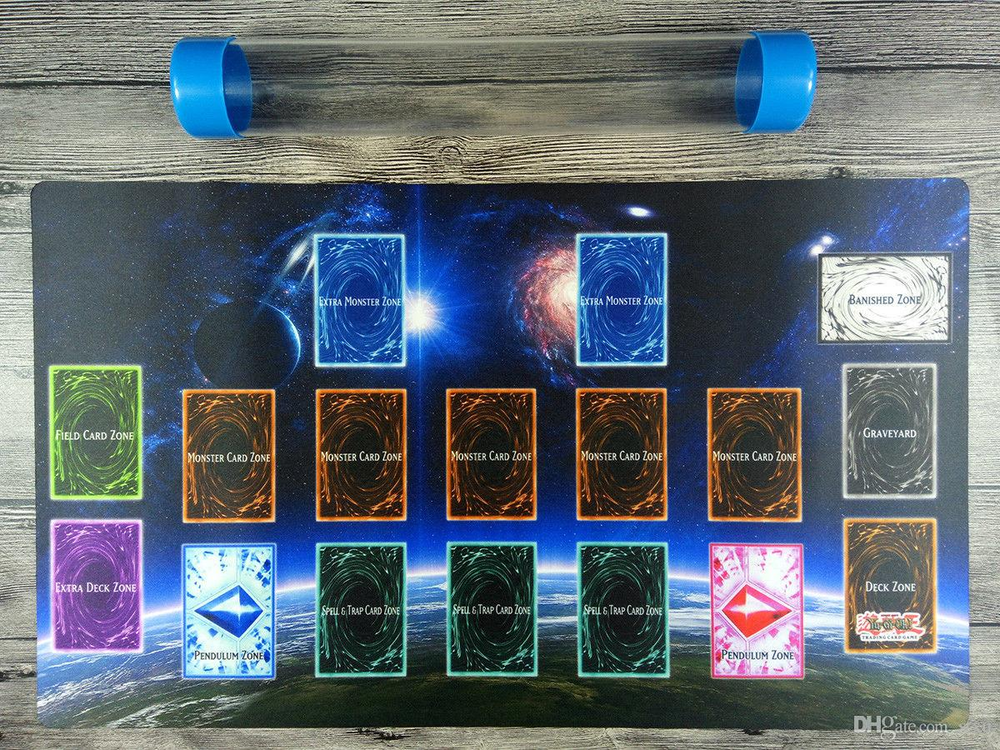 EXTRA MONSTER ZONE
EXTRA MONSTER ZONE
BANISHED ZONE
FIELD CARD ZONE
MONSTER CARD ZONE
MONSTER CARD ZONE
MONSTER CARD ZONE
MONSTER CARD ZONE
MONSTER CARD ZONE
GRAVEYARD
EXTRA DECK ZONE
PENDULUM ZONE
SPELL & TRAP CARD ZONE
SPELL & TRAP CARD ZONE
SPELL & TRAP CARD ZONE
PENDULUM ZONE
DECK ZONE
Yu-Gi-Oh!
TRADING CARD GAME
DHgate.com